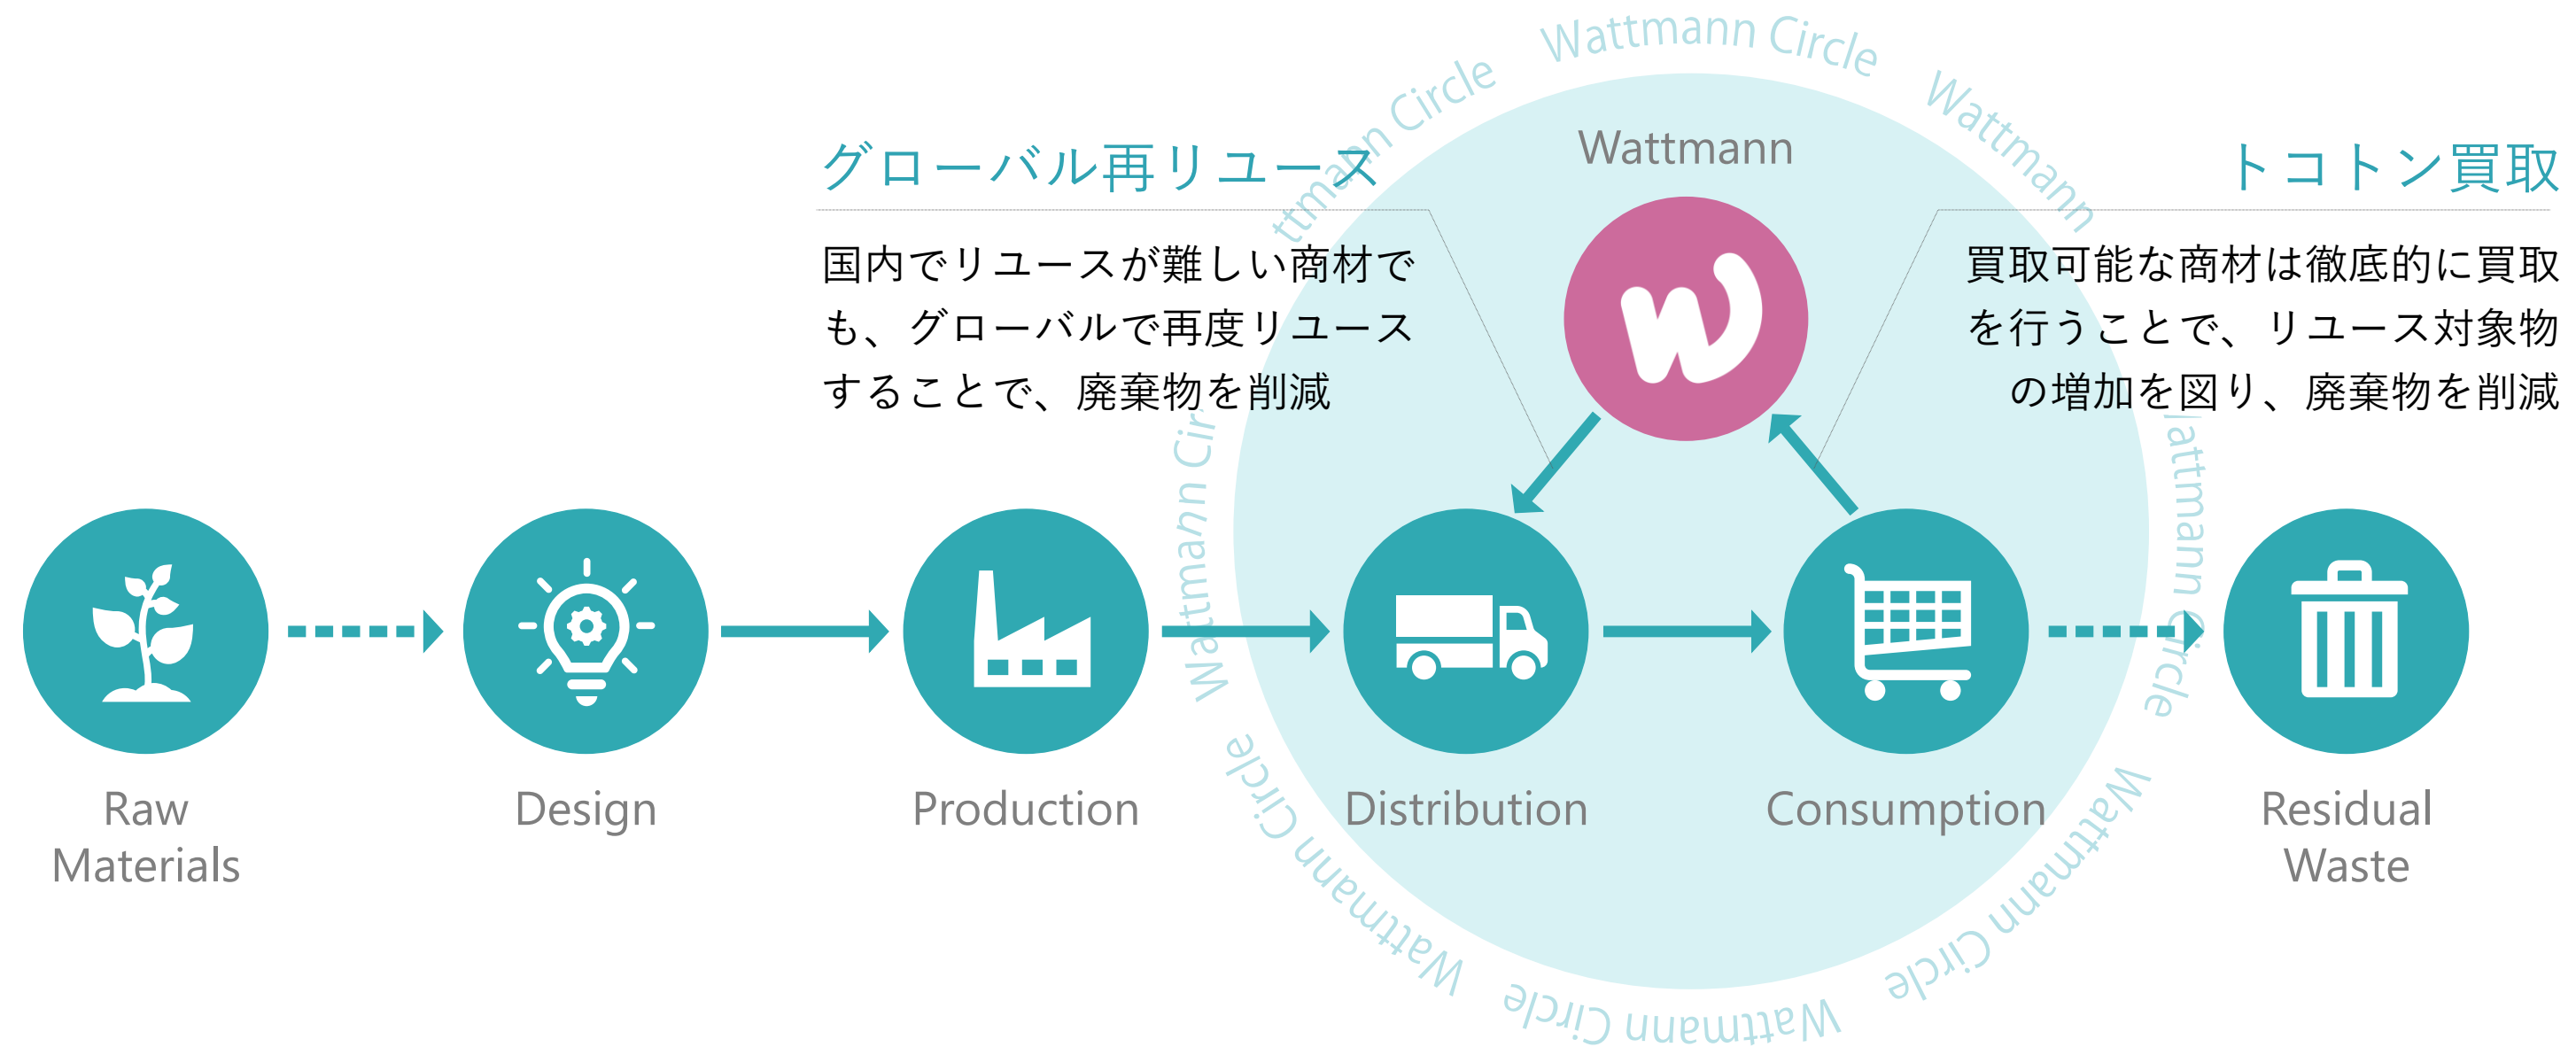 Wattmann Circle
Wattmann
ttmann Circle
Wattmann
グローバル再リユース
国内でリユースが難しい商材で
も、グローバルで再度リユース
することで、廃棄物を削減
トコトン買取
買取可能な商材は徹底的に買取
を行うことで、リユース対象物
の増加を図り、廃棄物を削減
Wattmann Cir
attmann Circle
Raw
Materials
Design
Production
Distribution
Consumption
Residual
Waste
Wattmann Circle
Wattmann Circle
Wattmann Circle